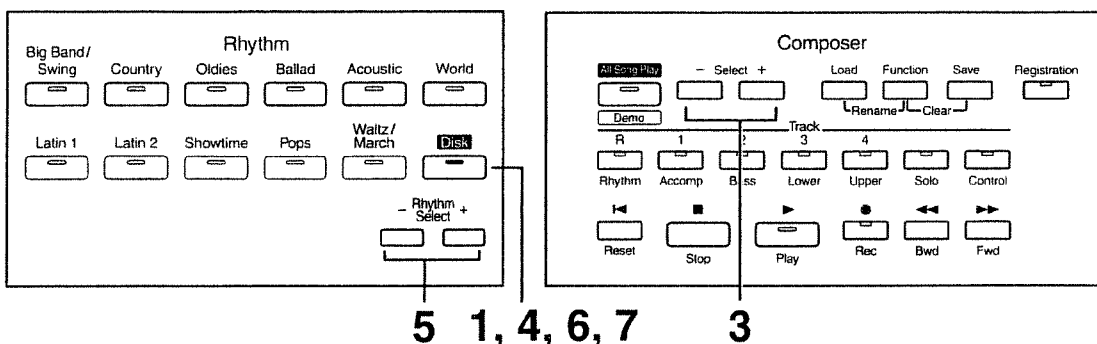 Rhythm
Big Band/
Swing Country Oldies Ballad Acoustic World
Latin 1 Latin 2 Showtime Pops Waltz/
March Disk
– Rhythm +
Select
Composer
All Song Play – Select + Load Function Save Registration
Demo Rename Clear
Track
R 1 2 3 4
Rhythm Accomp Bass Lower Upper Solo Control
Reset Stop Play Rec Bwd Fwd
5 1, 4, 6, 7 3